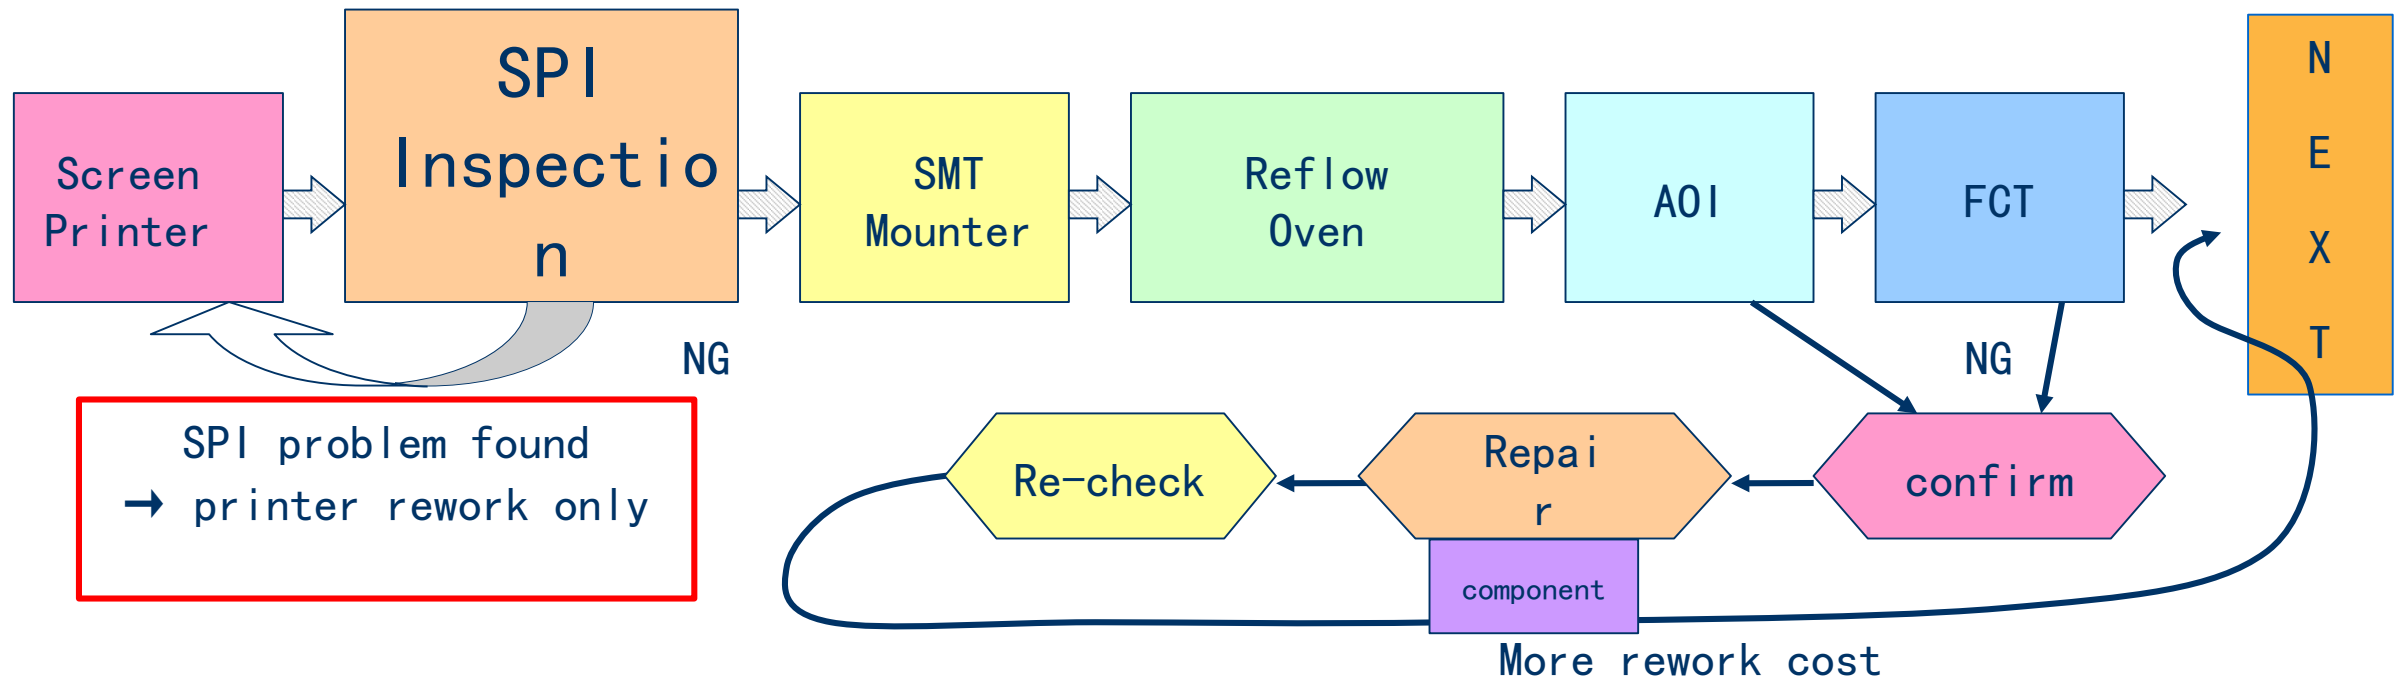 Screen
Printer
SPI
Inspectio
n
SMT
Mounter
Reflow
Oven
AOI
FCT
N
E
X
T
NG
NG
SPI problem found
→ printer rework only
Re-check
Repai
r
confirm
component
More rework cost